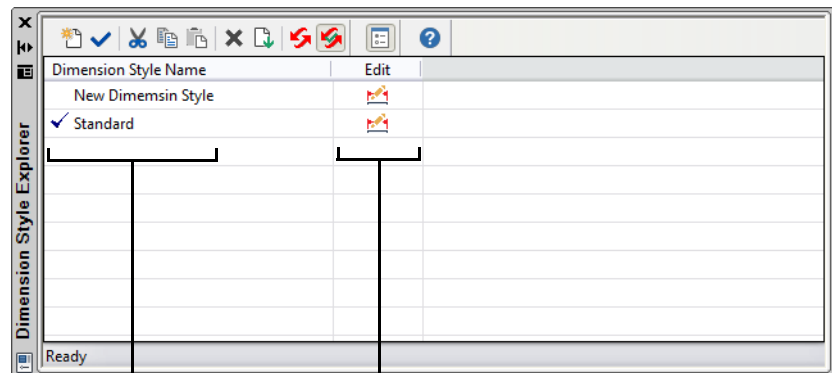 Dimension Style Explorer
Dimension Style Name Edit
New Dimemsin Style
Standard
Ready